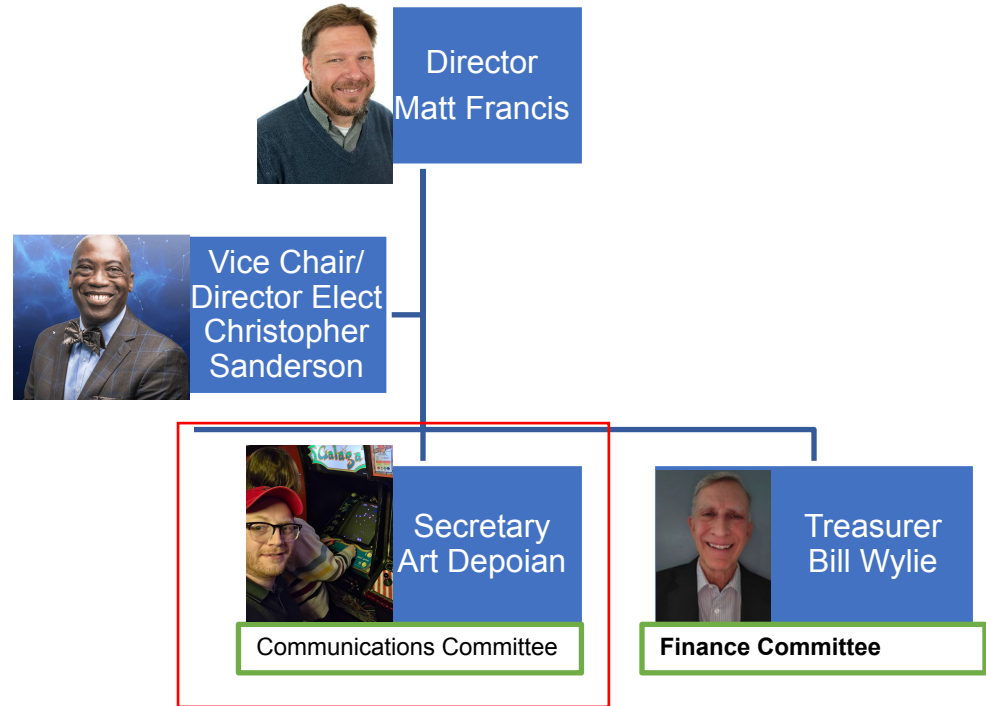 Director
Matt Francis
Vice Chair/
Director Elect
Christopher
Sanderson
Galaga
Secretary
Art Depoian
Treasurer
Bill Wylie
Communications Committee
Finance Committee